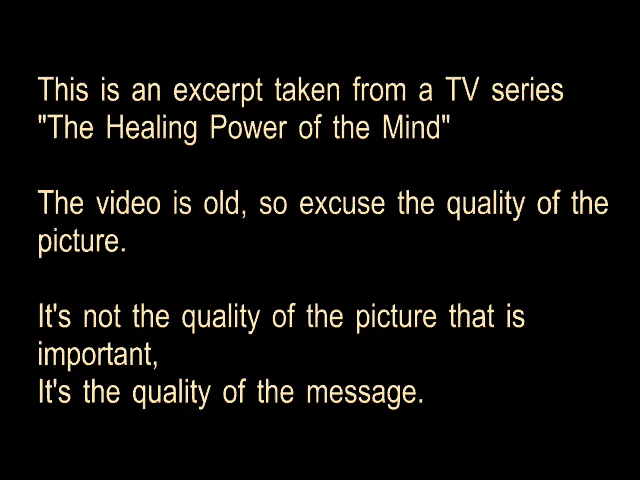 This is an excerpt taken from a TV series
"The Healing Power of the Mind"
The video is old, so excuse the quality of the
picture.
It's not the quality of the picture that is
important,
It's the quality of the message.